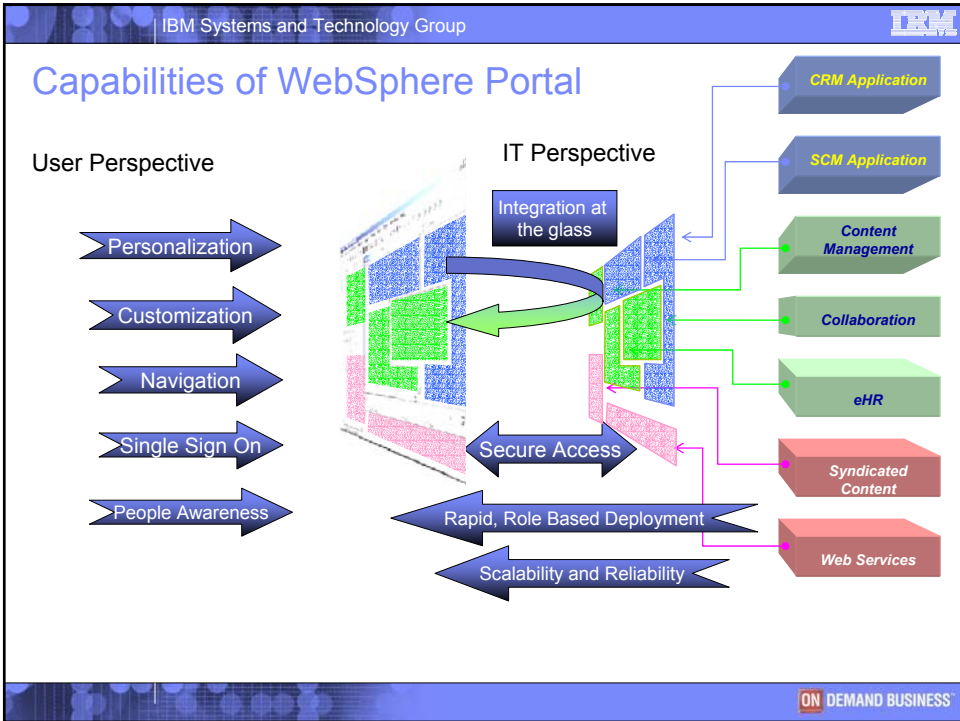 IBM Systems and Technology Group
IBM
Capabilities of WebSphere Portal
User Perspective
IT Perspective
Integration at
the glass
Personalization
Customization
Navigation
Single Sign On
People Awareness
Secure Access
Rapid, Role Based Deployment
Scalability and Reliability
CRM Application
SCM Application
Content
Management
Collaboration
eHR
Syndicated
Content
Web Services
ON DEMAND BUSINESS™